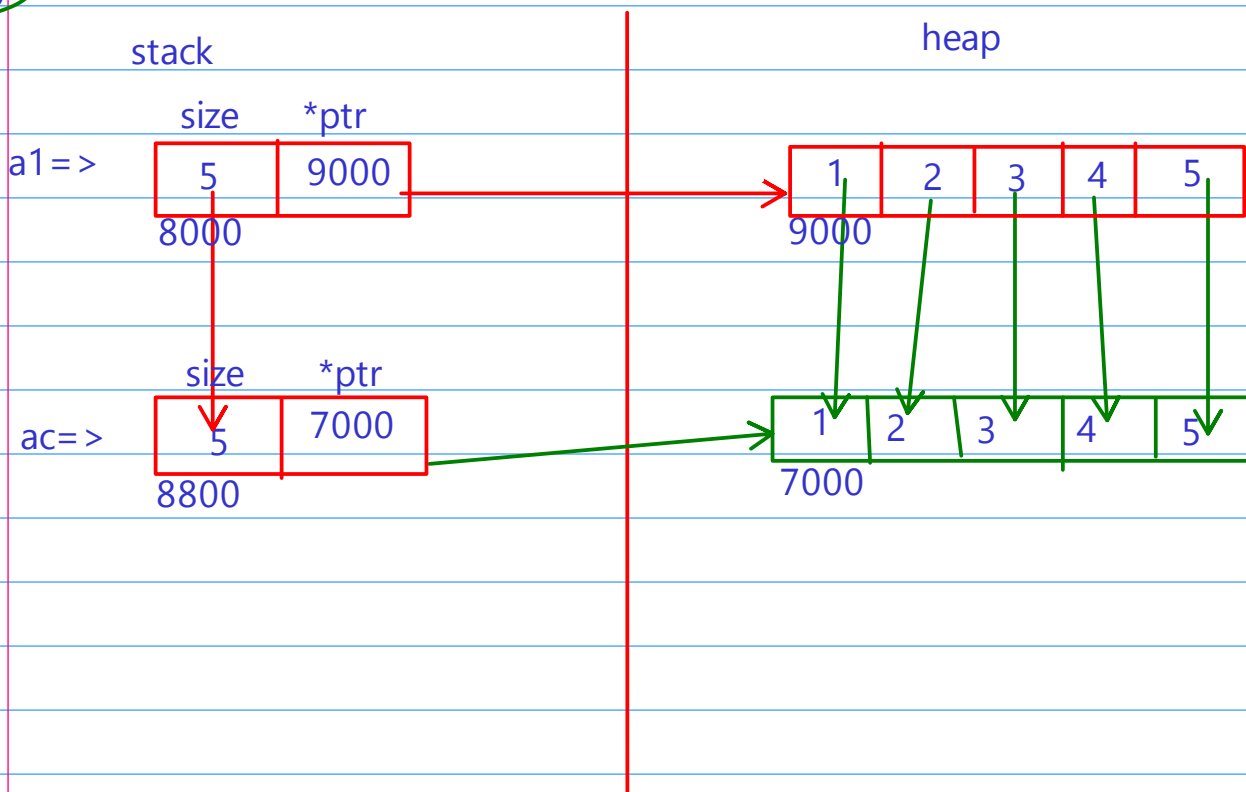 stack
heap
size *ptr
a1=> 5 9000
1 2 3 4 5
8000
9000
size *ptr
ac=> 5 7000
1 2 3 4 5
8800
7000